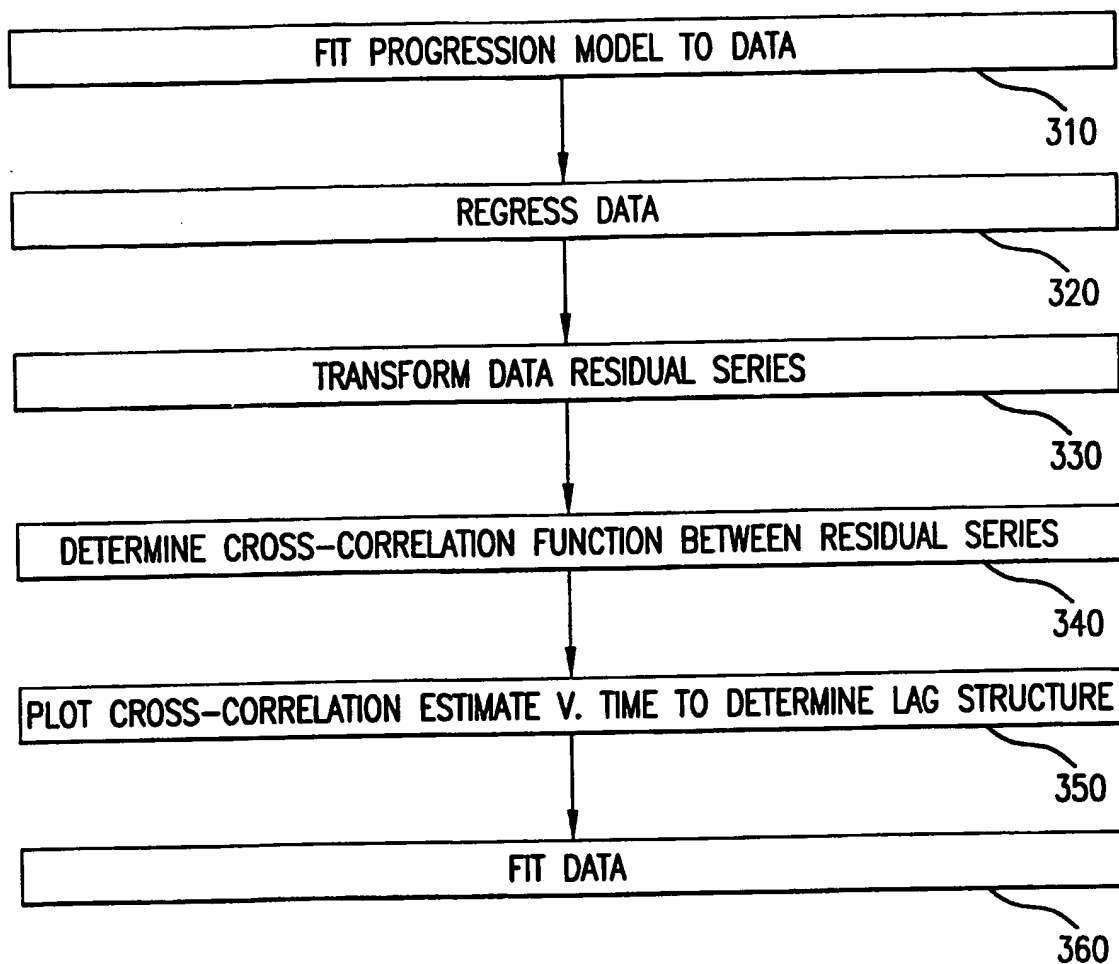 FIT PROGRESSION MODEL TO DATA
310
REGRESS DATA
320
TRANSFORM DATA RESIDUAL SERIES
330
DETERMINE CROSS-CORRELATION FUNCTION BETWEEN RESIDUAL SERIES
340
PLOT CROSS-CORRELATION ESTIMATE V. TIME TO DETERMINE LAG STRUCTURE
350
FIT DATA
360